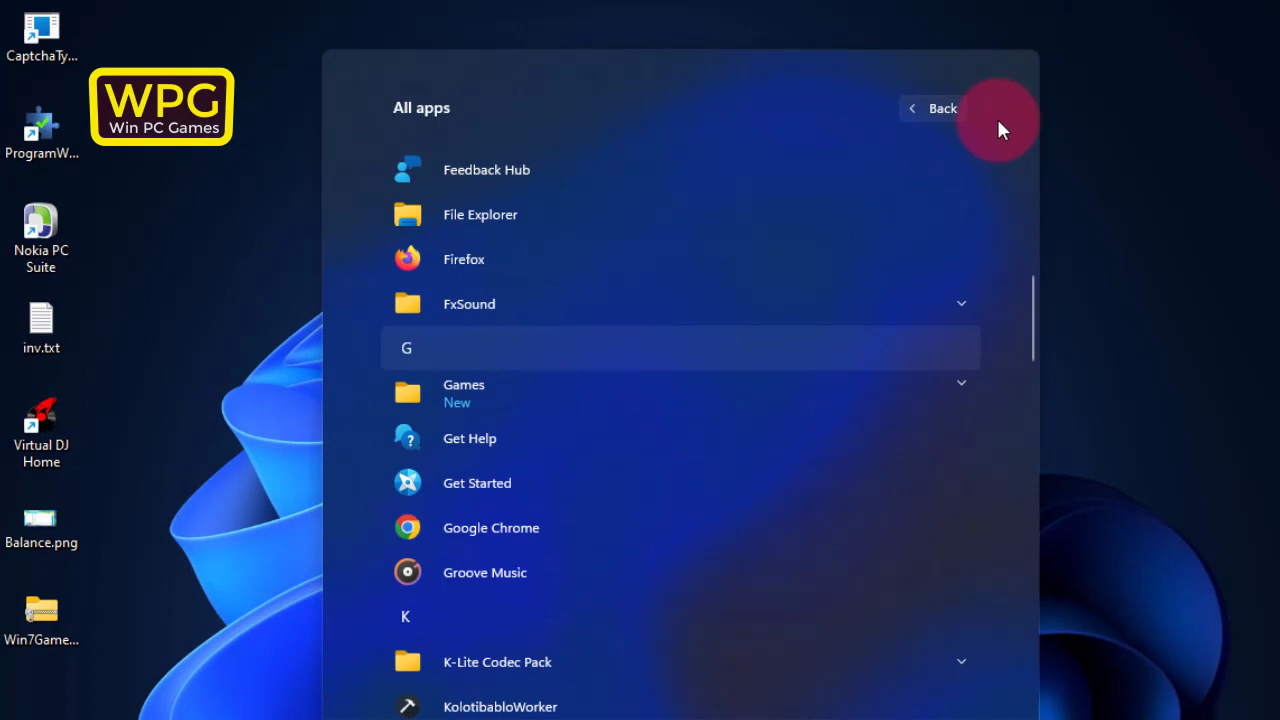 CaptchaTy...
WPG
Win PC Games
ProgramW...
Nokia PC
Suite
inv.txt
Virtual DJ
Home
Balance.png
Win7Game...
All apps
Back
Feedback Hub
File Explorer
Firefox
FxSound
G
Games
New
Get Help
Get Started
Google Chrome
Groove Music
K
K-Lite Codec Pack
KolotibabloWorker